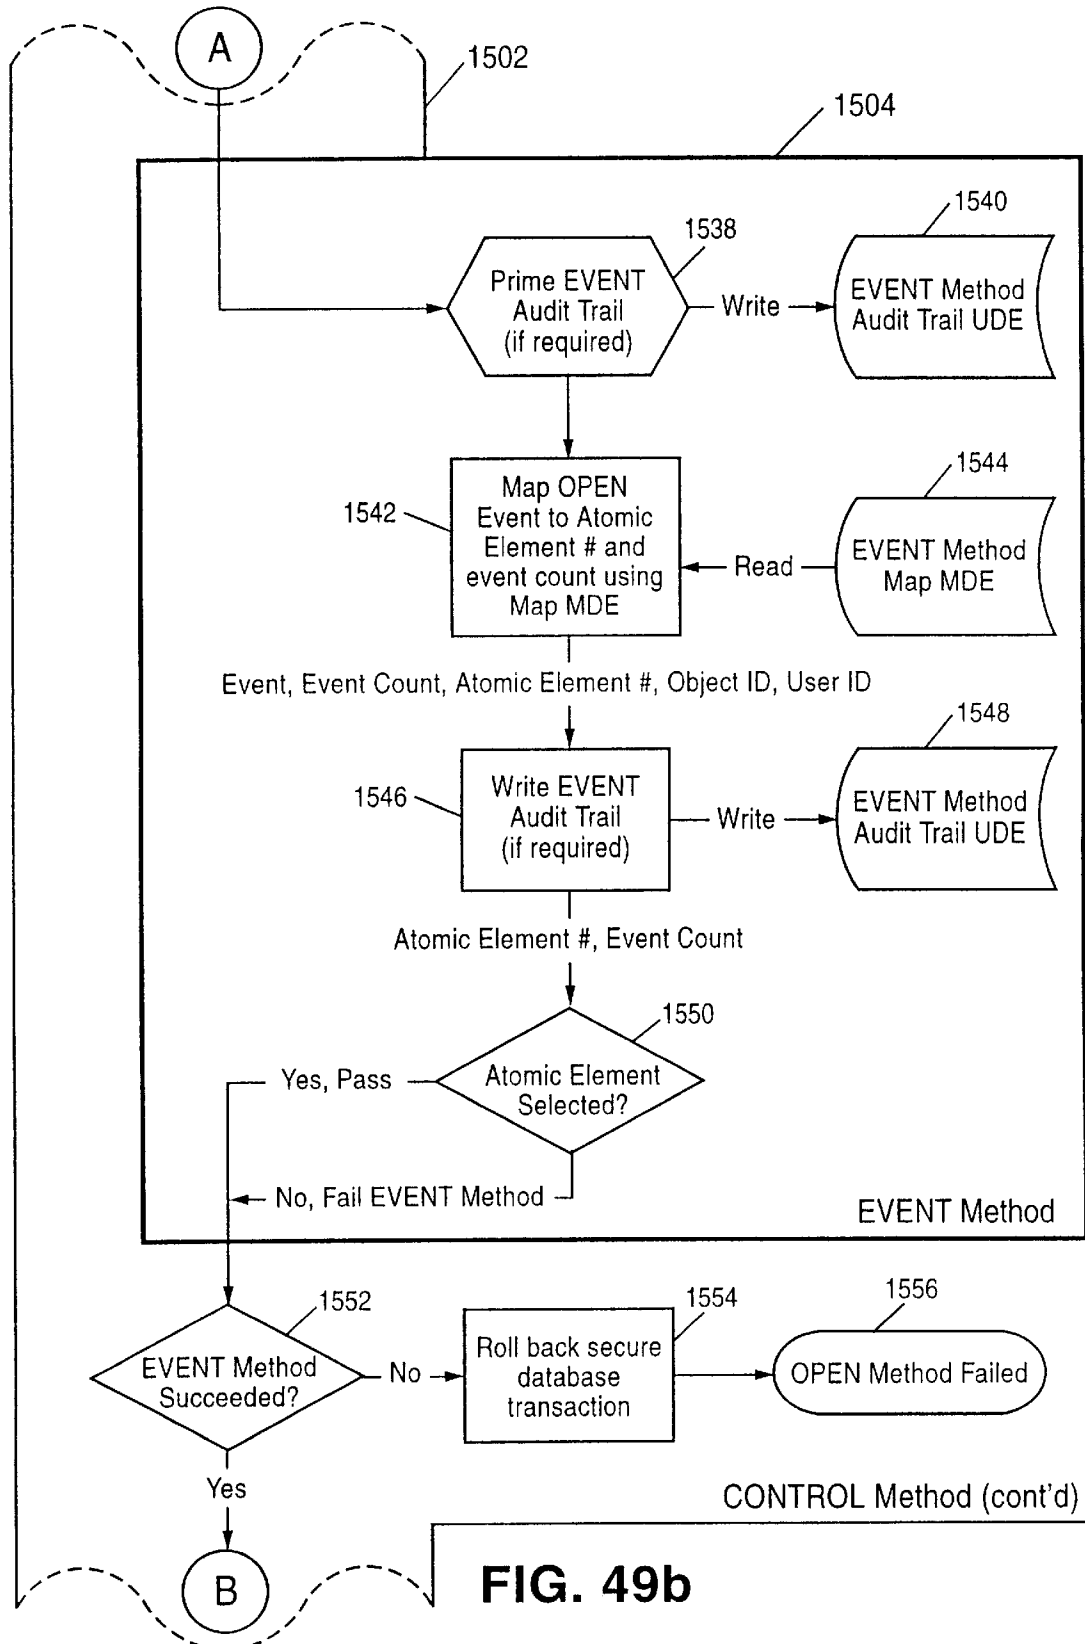 A
1502
1504
1540
1538
Prime EVENT
Audit Trail
(if required)
Write
EVENT Method
Audit Trail UDE
1544
1542
Map OPEN
Event to Atomic
Element # and
event count using
Map MDE
Read
EVENT Method
Map MDE
Event, Event Count, Atomic Element #, Object ID, User ID
1548
1546
Write EVENT
Audit Trail
(if required)
Write
EVENT Method
Audit Trail UDE
Atomic Element #, Event Count
1550
Yes, Pass
Atomic Element
Selected?
No, Fail EVENT Method
EVENT Method
1552
1554
1556
EVENT Method
Succeeded?
No
Roll back secure
database
transaction
OPEN Method Failed
Yes
CONTROL Method (cont'd)
B
FIG. 49b